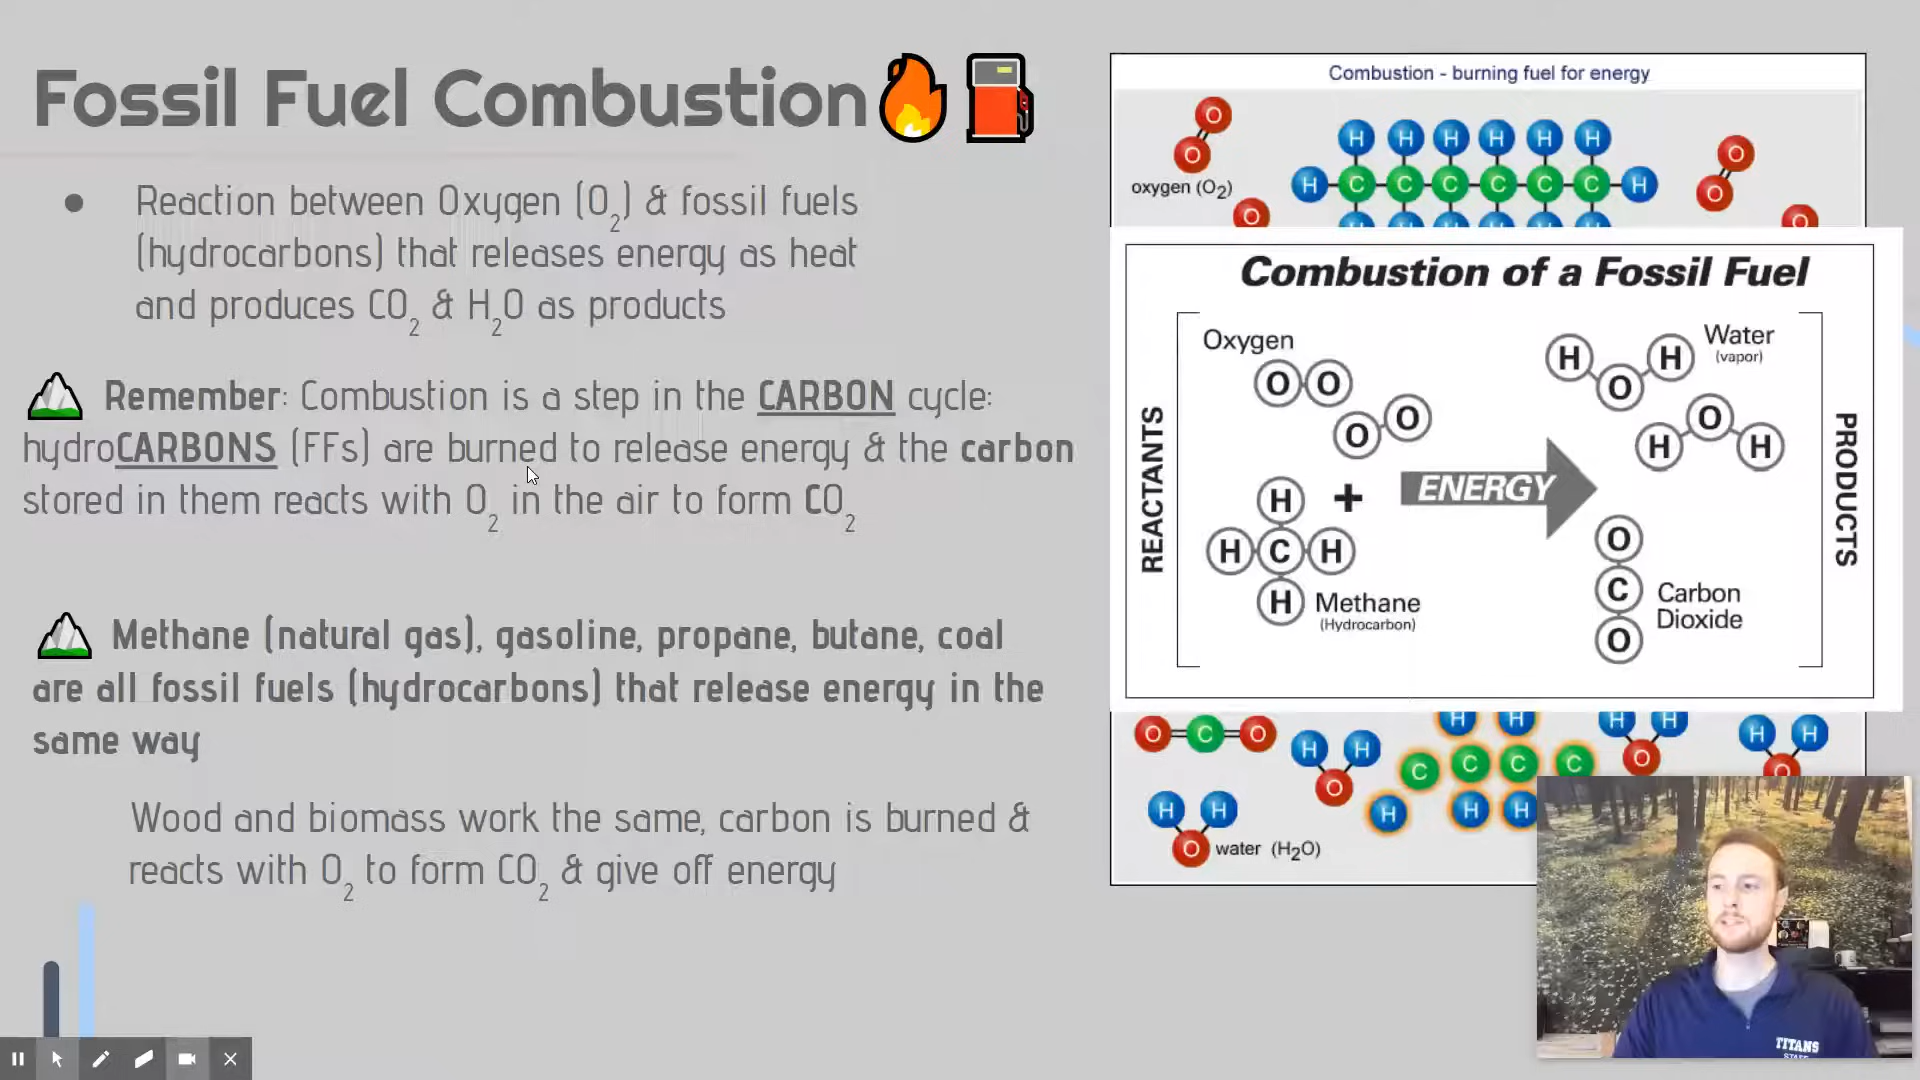 Fossil Fuel Combustion
● Reaction between Oxygen (O₂) & fossil fuels
(hydrocarbons) that releases energy as heat
and produces CO₂ & H₂O as products
Remember: Combustion is a step in the CARBON cycle:
hydroCARBONS (FFs) are burned to release energy & the carbon
stored in them reacts with O₂ in the air to form CO₂
Methane (natural gas), gasoline, propane, butane, coal
are all fossil fuels (hydrocarbons) that release energy in the
same way
Wood and biomass work the same, carbon is burned &
reacts with O₂ to form CO₂ & give off energy
Combustion - burning fuel for energy
O
O
H H H H H H
H C C C C C C H
O
O
oxygen (O₂)
O
O
Combustion of a Fossil Fuel
REACTANTS
Oxygen
O O
O O
H
H C H
H
Methane
(Hydrocarbon)
+
ENERGY
Water
(vapor)
H O H
H O H
O
C
O
Carbon
Dioxide
PRODUCTS
O C O
H H
O
H H
H H
O
H H
O
C C C C
H H H
H H
O
water (H₂O)
TITANS